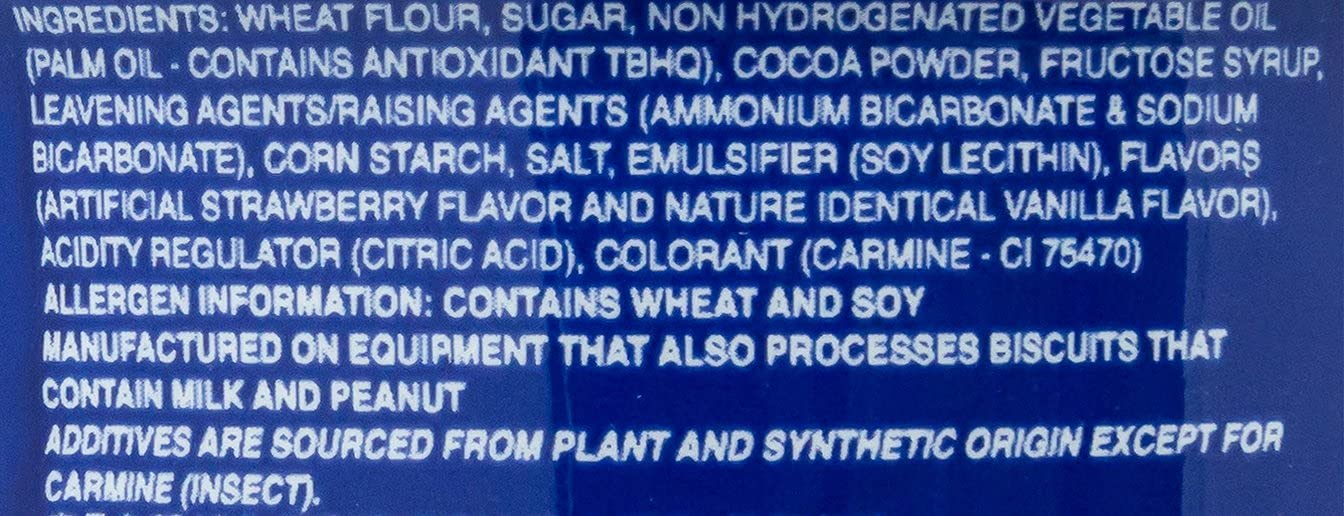 INGREDIENTS: WHEAT FLOUR, SUGAR, NON HYDROGENATED VEGETABLE OIL
(PALM OIL - CONTAINS ANTIOXIDANT TBHQ), COCOA POWDER, FRUCTOSE SYRUP,
LEAVENING AGENTS/RAISING AGENTS (AMMONIUM BICARBONATE & SODIUM
BICARBONATE), CORN STARCH, SALT, EMULSIFIER (SOY LECITHIN), FLAVORS
(ARTIFICIAL STRAWBERRY FLAVOR AND NATURE IDENTICAL VANILLA FLAVOR),
ACIDITY REGULATOR (CITRIC ACID), COLORANT (CARMINE - CI 75470)
ALLERGEN INFORMATION: CONTAINS WHEAT AND SOY
MANUFACTURED ON EQUIPMENT THAT ALSO PROCESSES BISCUITS THAT
CONTAIN MILK AND PEANUT
ADDITIVES ARE SOURCED FROM PLANT AND SYNTHETIC ORIGIN EXCEPT FOR
CARMINE (INSECT).